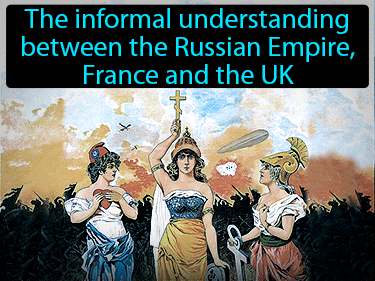 The informal understanding
between the Russian Empire,
France and the UK